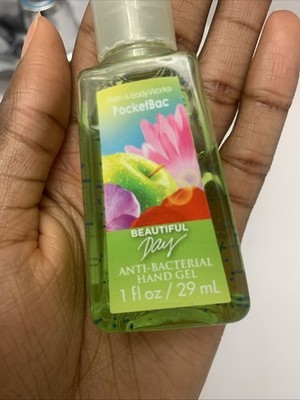 Bath & Body Works
PocketBac
BEAUTIFUL
Day
ANTI-BACTERIAL
HAND GEL
1 fl oz / 29 mL